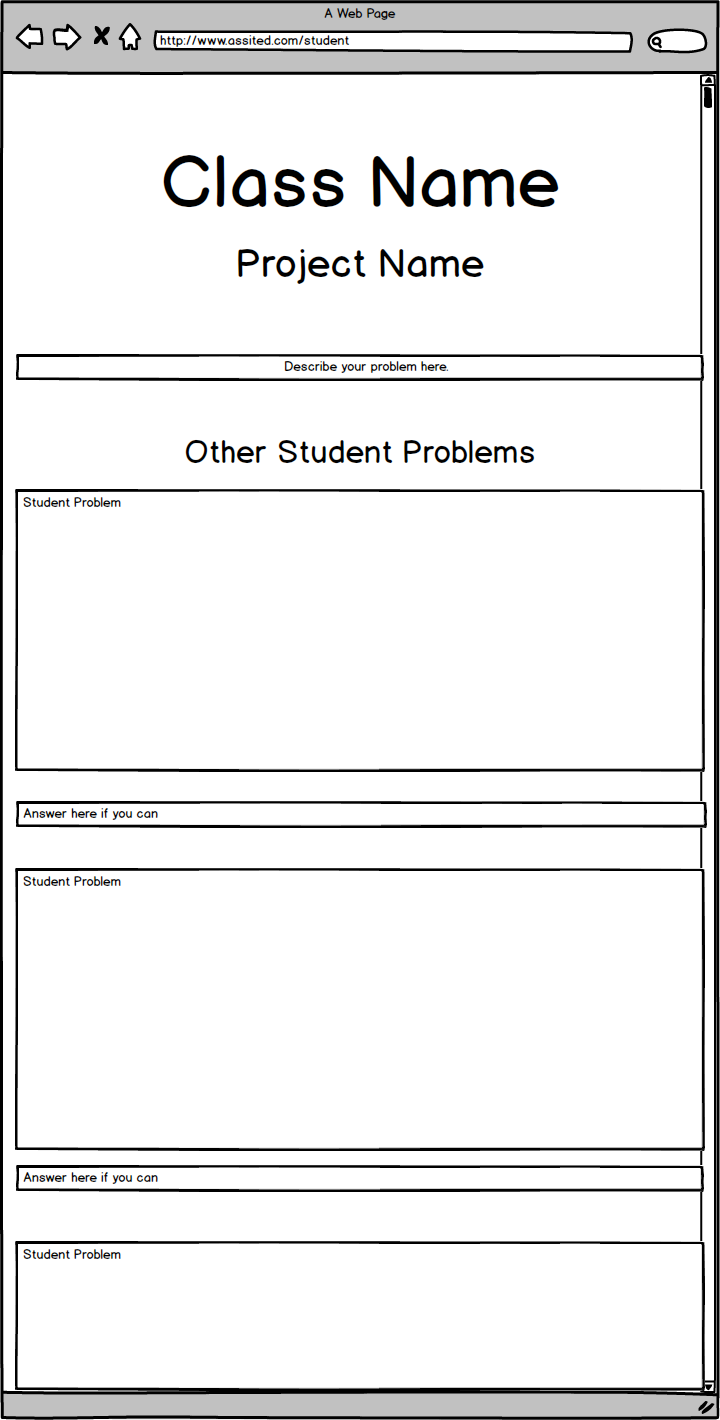 A Web Page
http://www.assited.com/student
Class Name
Project Name
Describe your problem here.
Other Student Problems
Student Problem
Answer here if you can
Student Problem
Answer here if you can
Student Problem